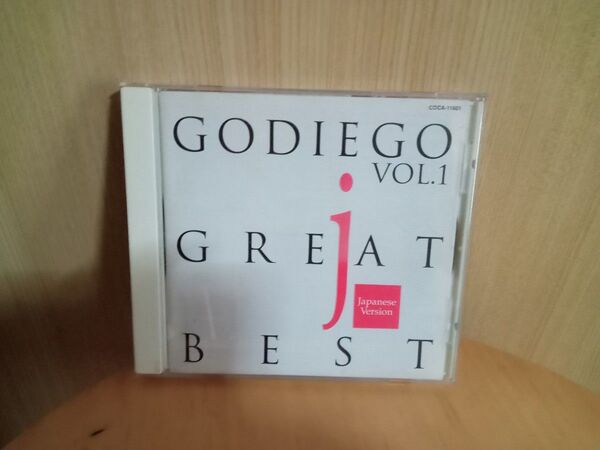 COCA-11601
GODIEGO
VOL.1
j
GREAT
Japanese
Version
BEST